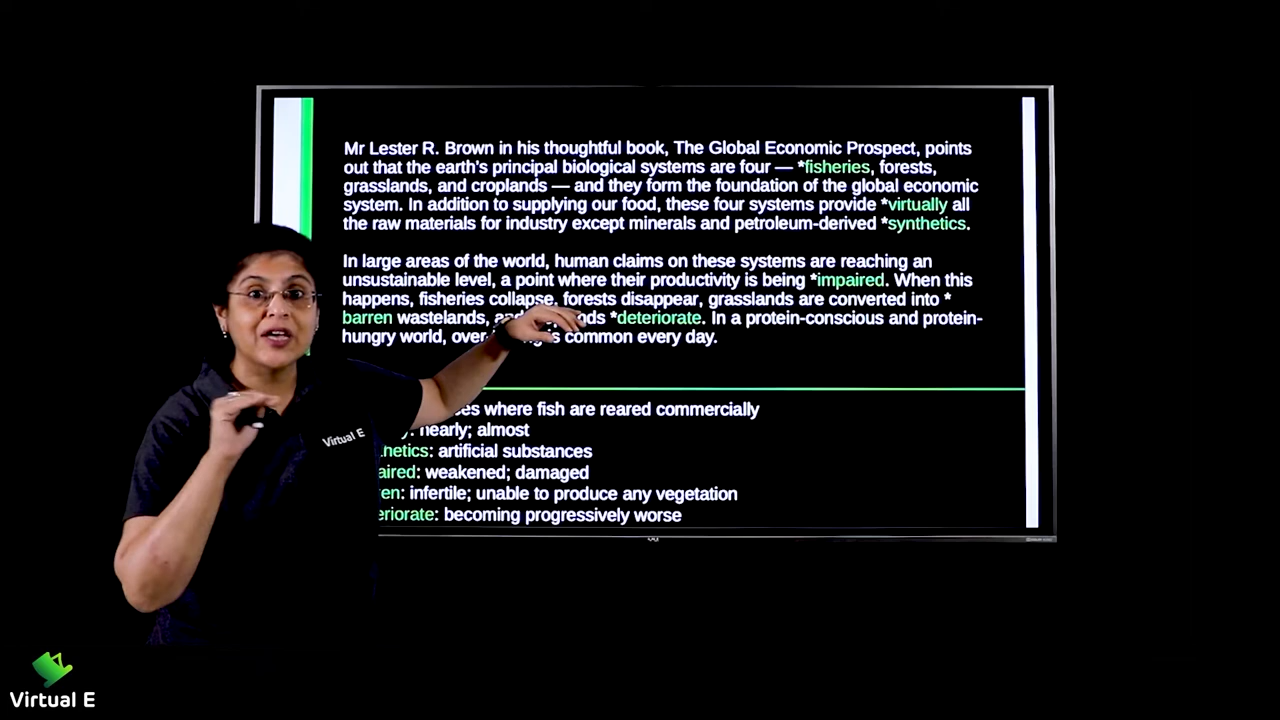 Mr Lester R. Brown in his thoughtful book, The Global Economic Prospect, points
out that the earth's principal biological systems are four — *fisheries, forests,
grasslands, and croplands — and they form the foundation of the global economic
system. In addition to supplying our food, these four systems provide *virtually all
the raw materials for industry except minerals and petroleum-derived *synthetics.
In large areas of the world, human claims on these systems are reaching an
unsustainable level, a point where their productivity is being *impaired. When this
happens, fisheries collapse, forests disappear, grasslands are converted into *
barren wastelands, and *deteriorate. In a protein-conscious and protein-
hungry world, common every day.
where fish are reared commercially
nearly; almost
artificial substances
weakened; damaged
infertile; unable to produce any vegetation
becoming progressively worse
Virtual E
Virtual E